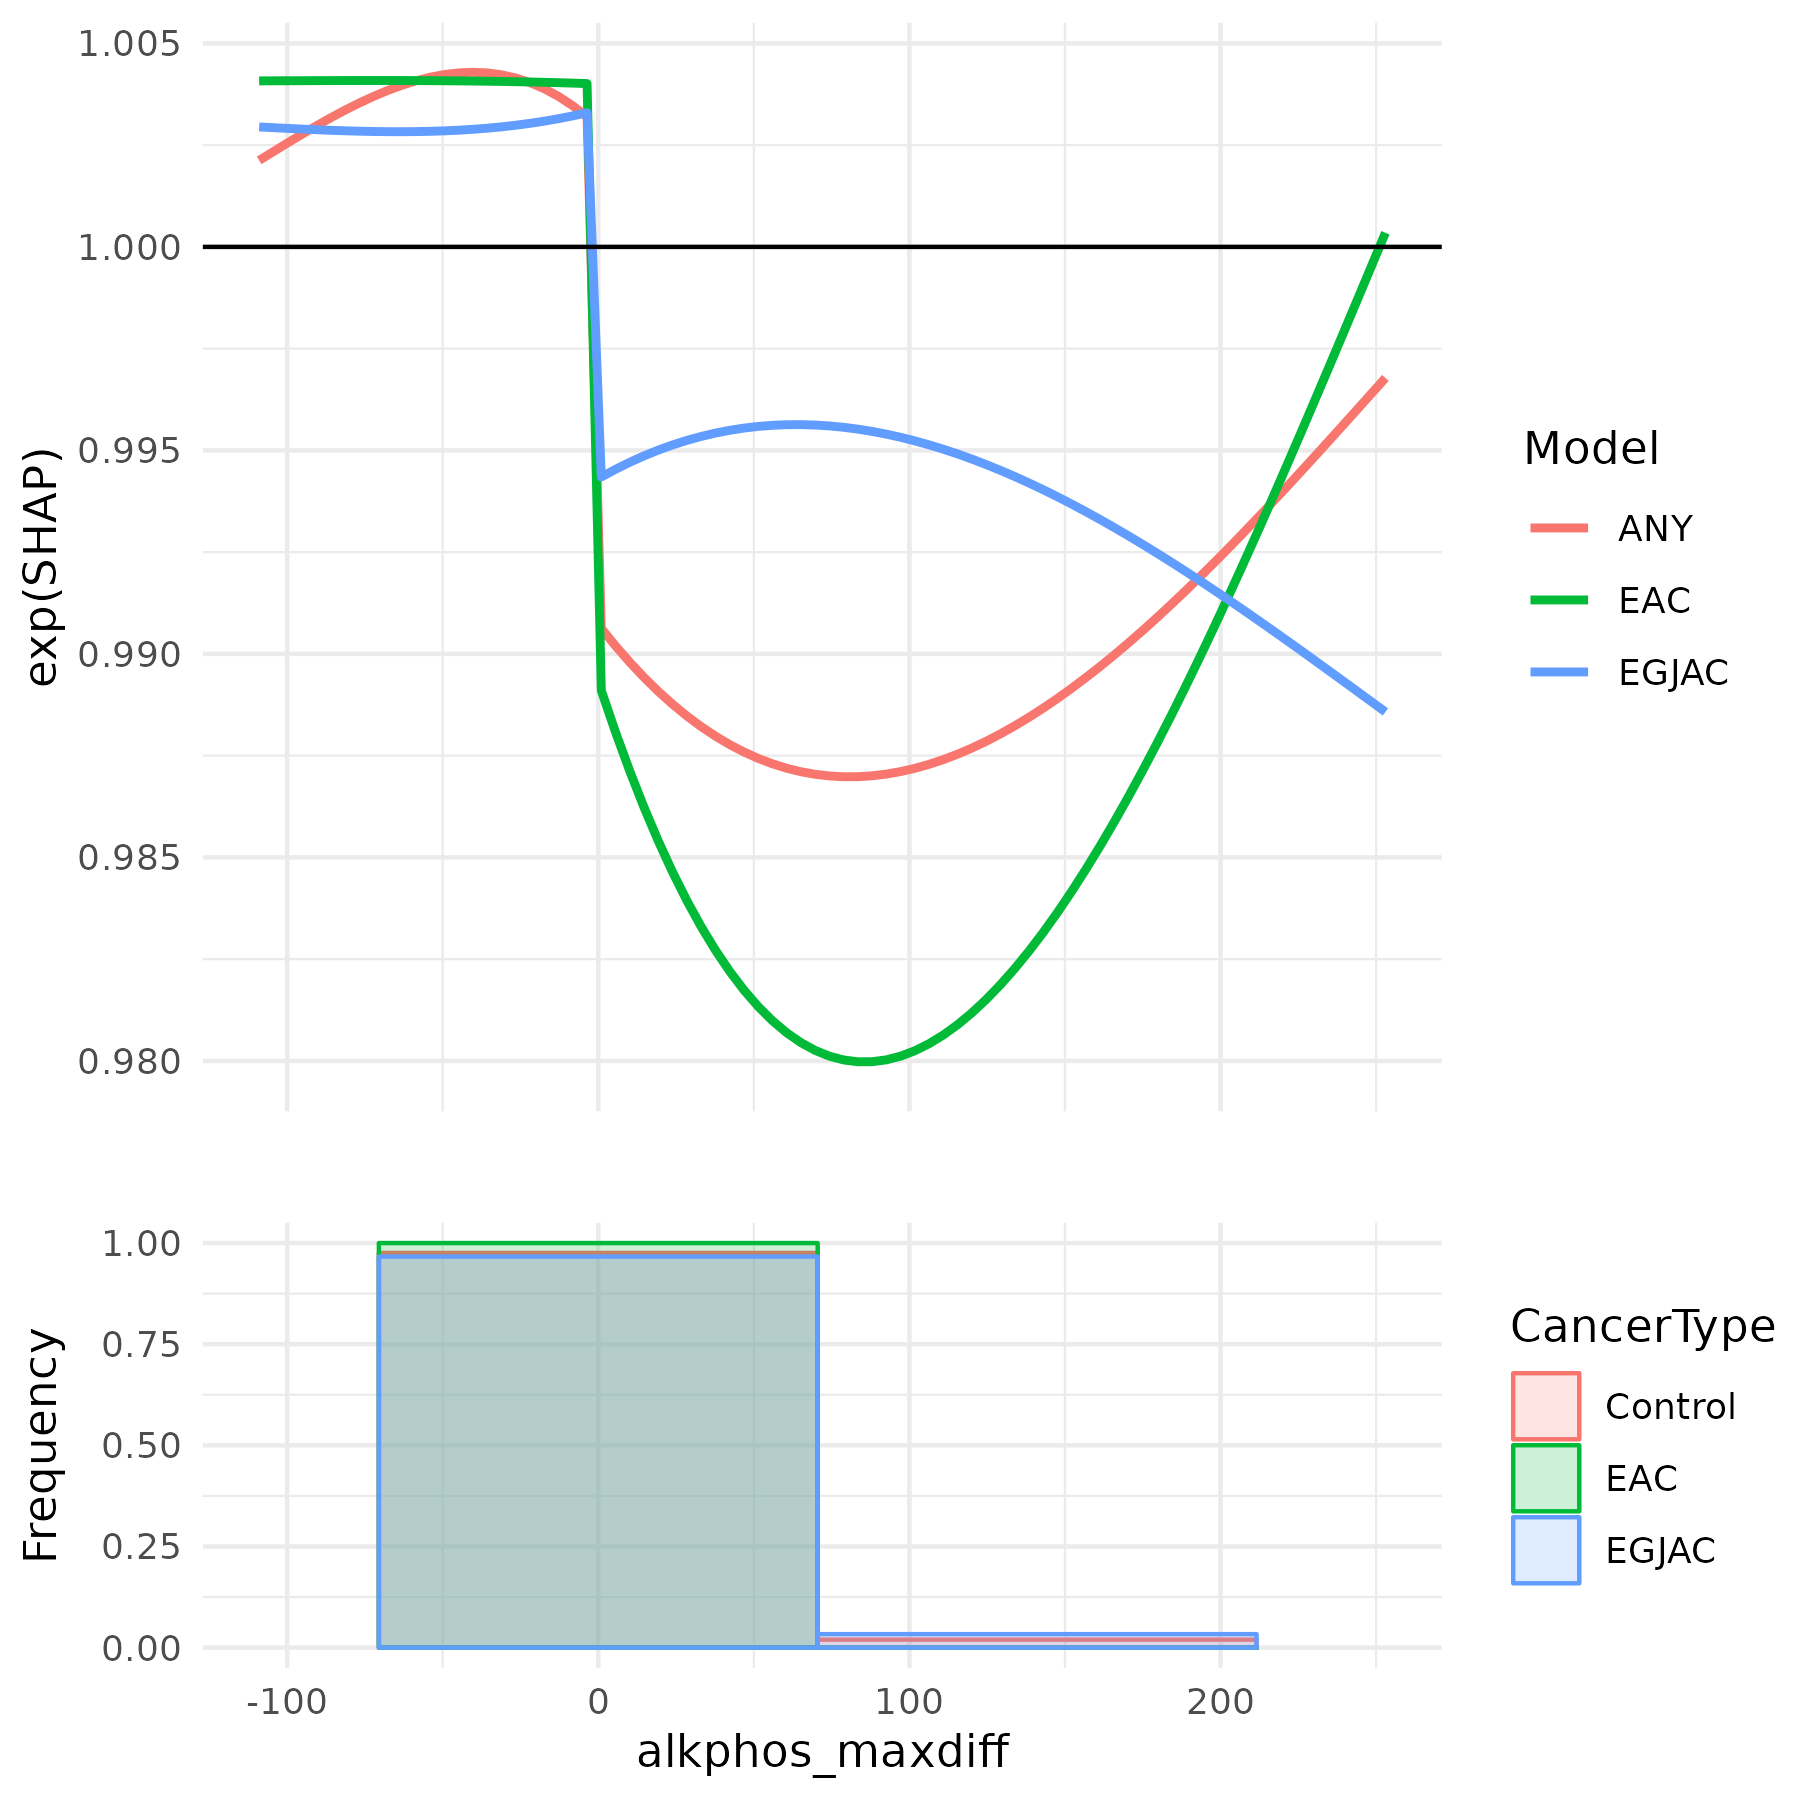 1.005
1.000
0.995
0.990
0.985
0.980
exp(SHAP)
Model
ANY
EAC
EGJAC
1.00
0.75
0.50
0.25
0.00
Frequency
-100 0 100 200
alkphos_maxdiff
CancerType
Control
EAC
EGJAC